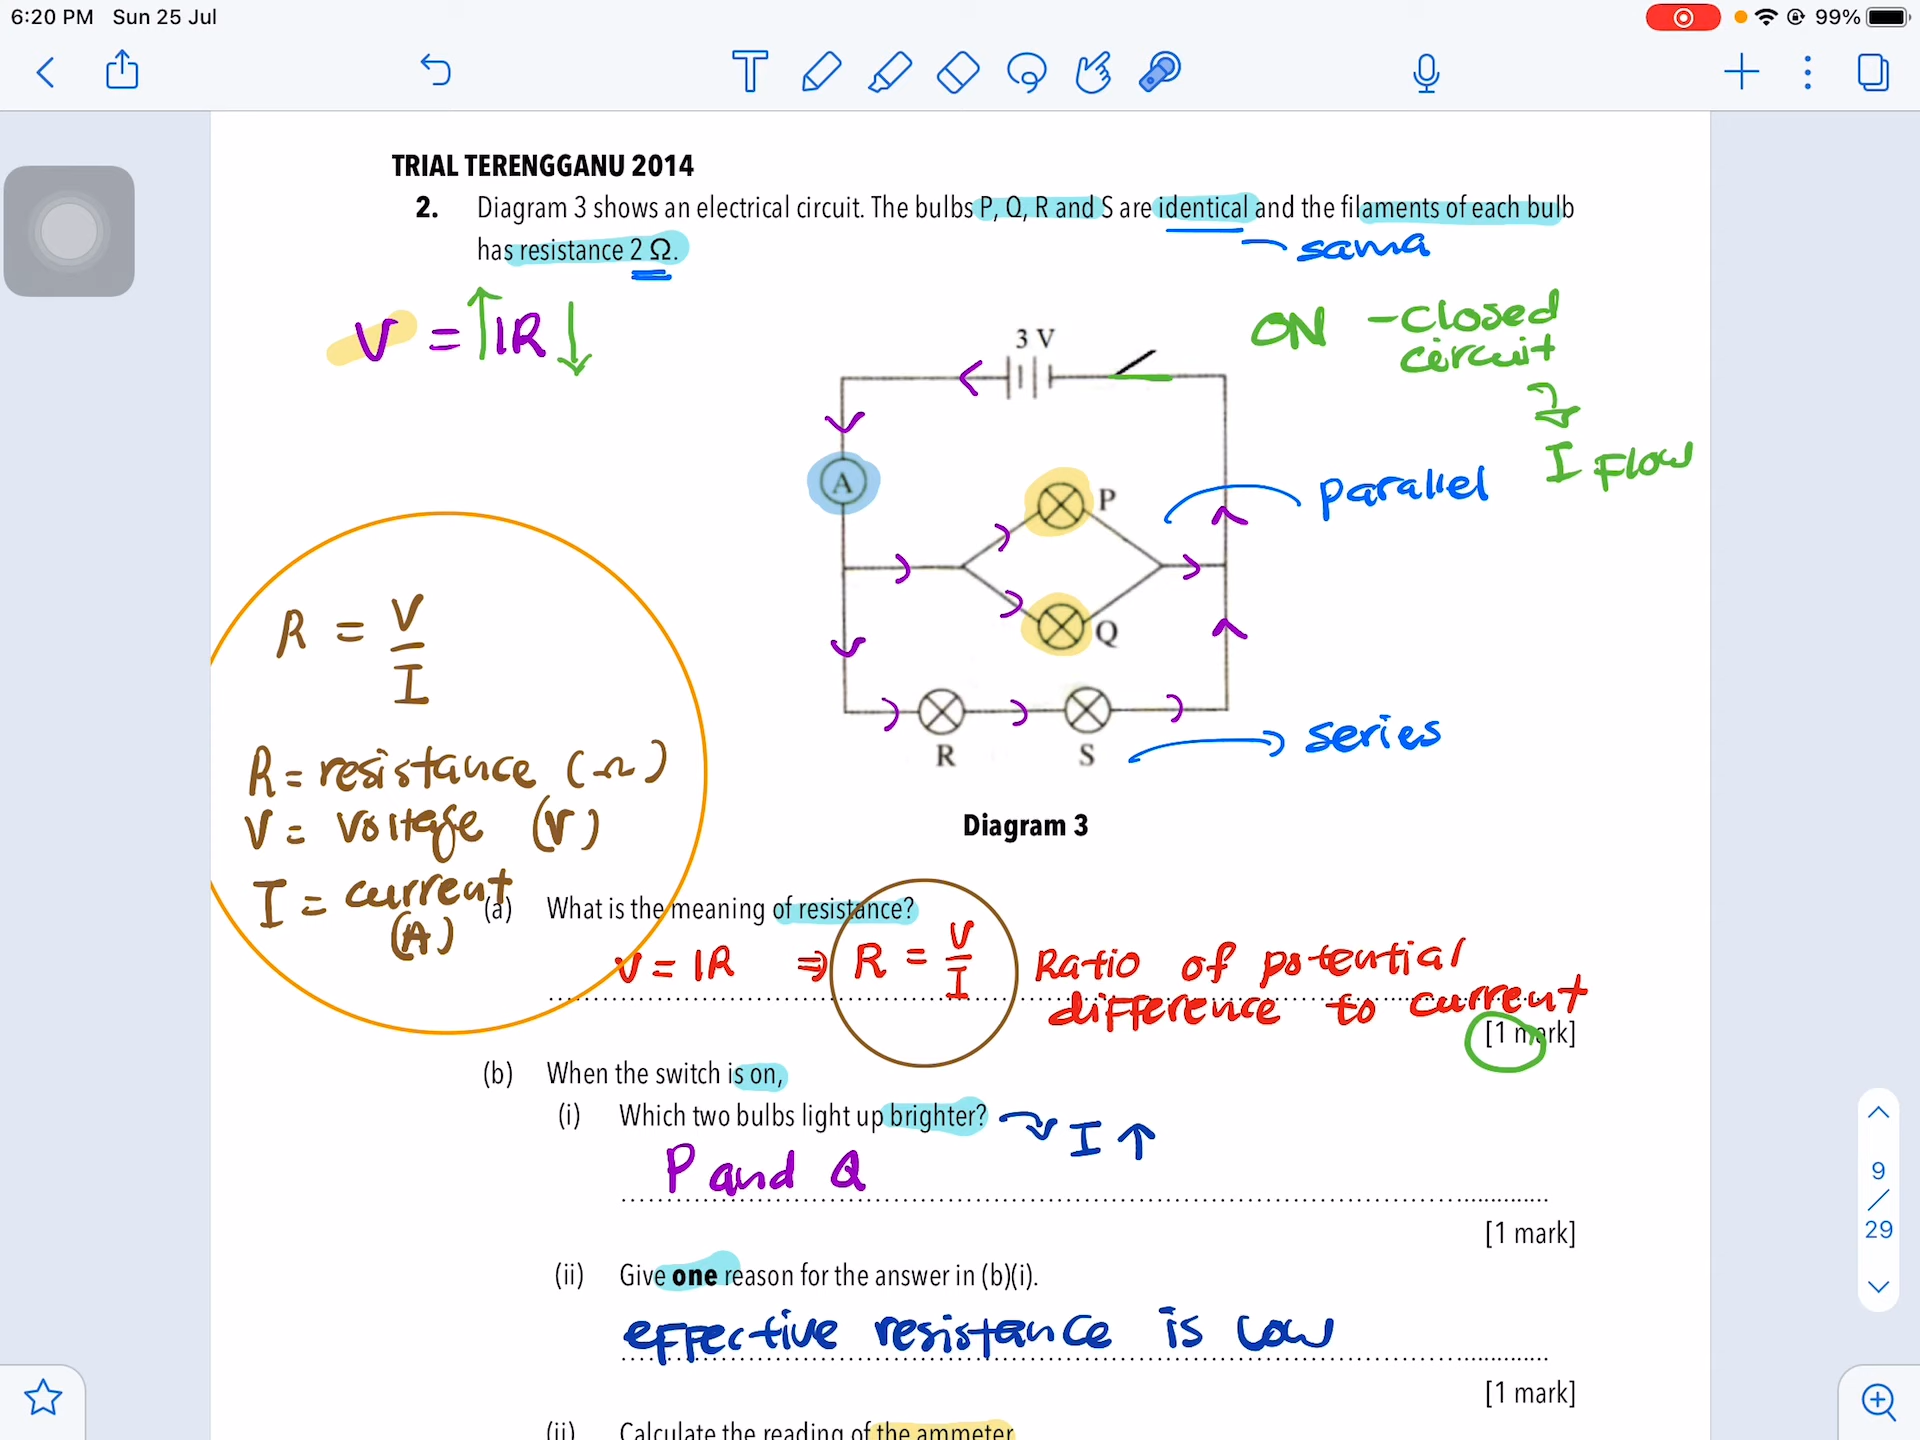 6:20 PM Sun 25 Jul
99%
TRIAL TERENGGANU 2014
2. Diagram 3 shows an electrical circuit. The bulbs P, Q, R and S are identical and the filaments of each bulb
has resistance 2 Ω.
sama
V = ↑IR↓
3 V
ON - closed
circuit
I flow
A
P
parallel
Q
R = V/I
R
S
series
R = resistance (Ω)
V = voltage (V)
I = current
(A)
Diagram 3
(a) What is the meaning of resistance?
V = IR ⇒ R = V/I Ratio of potential
difference to current
[1 mark]
(b) When the switch is on,
(i) Which two bulbs light up brighter? I ↑
P and Q
[1 mark]
(ii) Give one reason for the answer in (b)(i).
effective resistance is low
[1 mark]
(ii) Calculate the reading of the ammeter
9
/
29